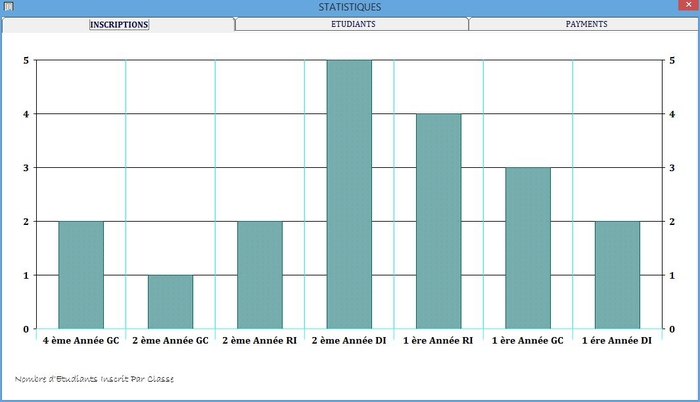 STATISTIQUES
INSCRIPTIONS ETUDIANTS PAYMENTS
5 5
4 4
3 3
2 2
1 1
0 0
4 ème Année GC 2 ème Année GC 2 ème Année RI 2 ème Année DI 1 ère Année RI 1 ère Année GC 1 ére Année DI
Nombre d'Etudiants Inscrit Par Classe